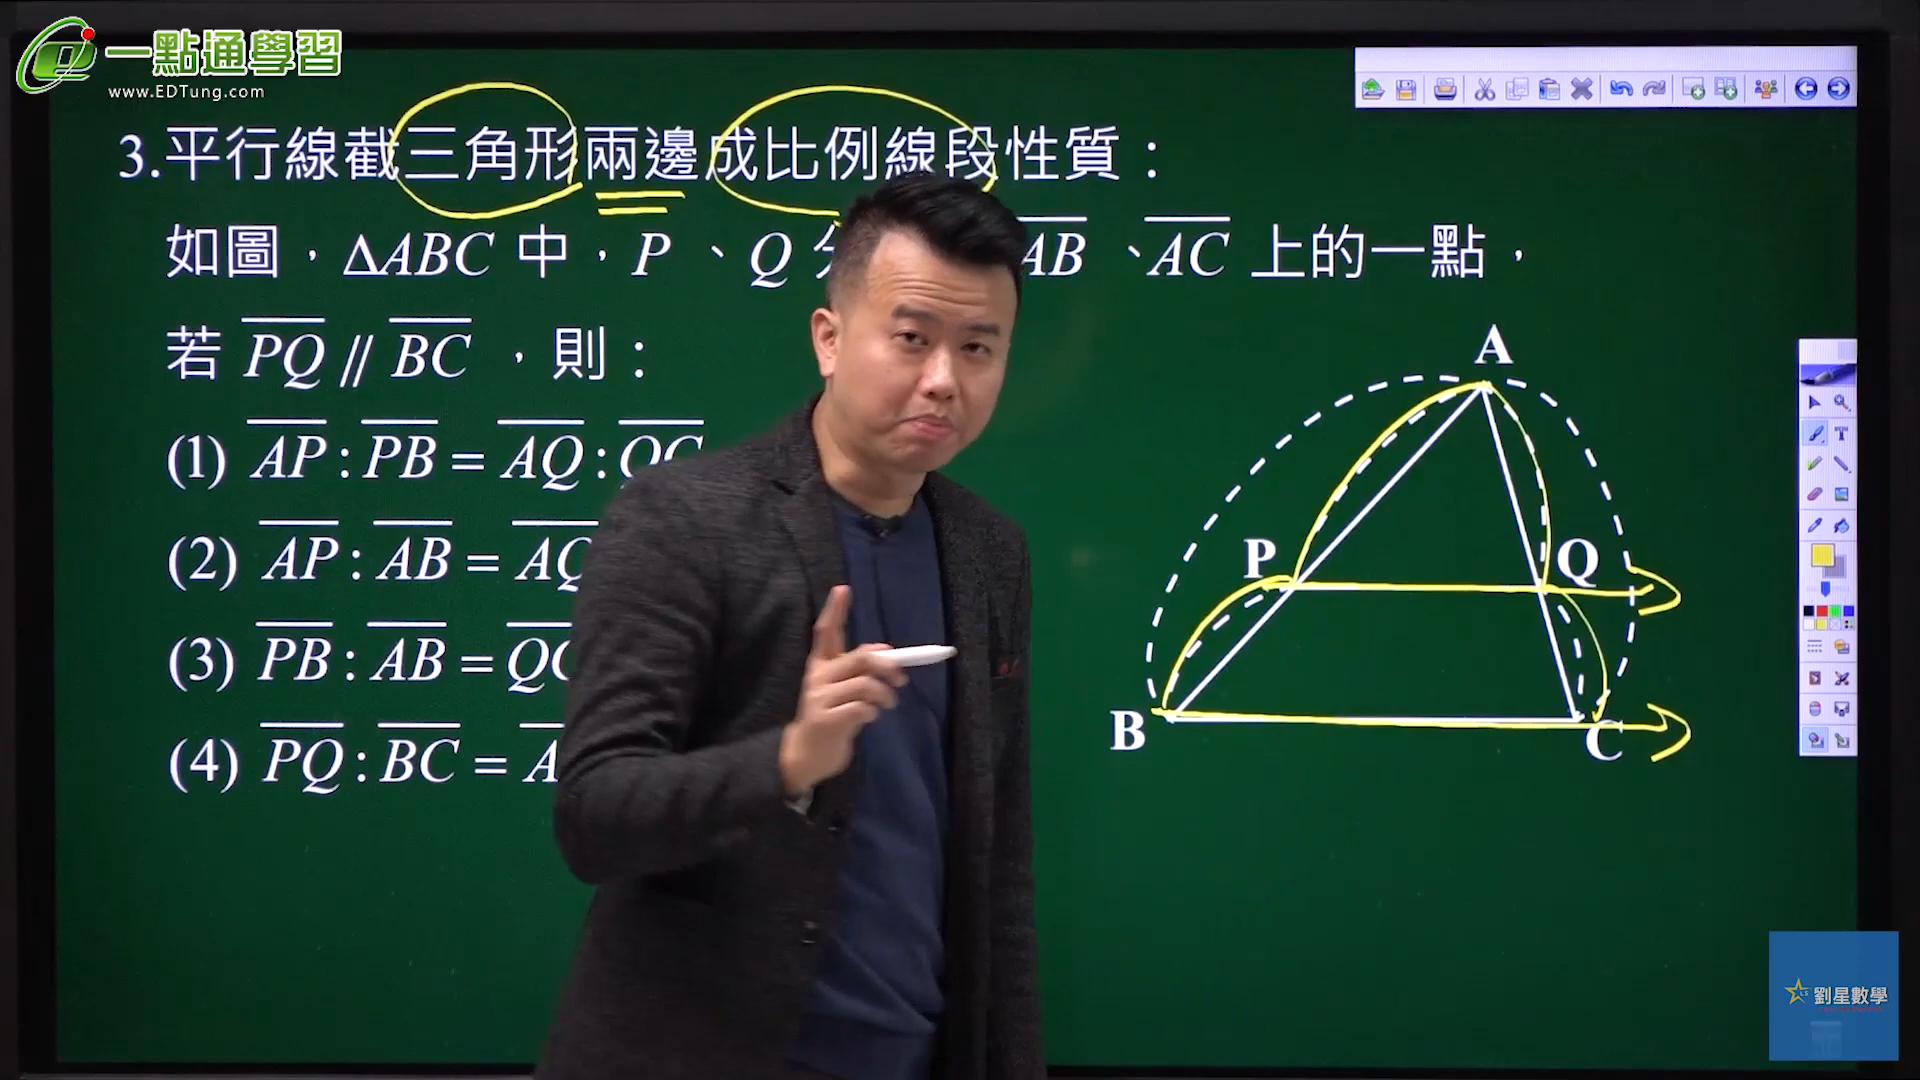 一點通學習
www.EDTung.com
3.平行線截三角形兩邊成比例線段性質：
如圖，ΔABC 中，P、Q AB、AC 上的一點，
若 PQ // BC，則：
(1) AP : PB = AQ : QC
(2) AP : AB = AQ
(3) PB : AB = QC
(4) PQ : BC = A
A
P
Q
B
C
劉星數學